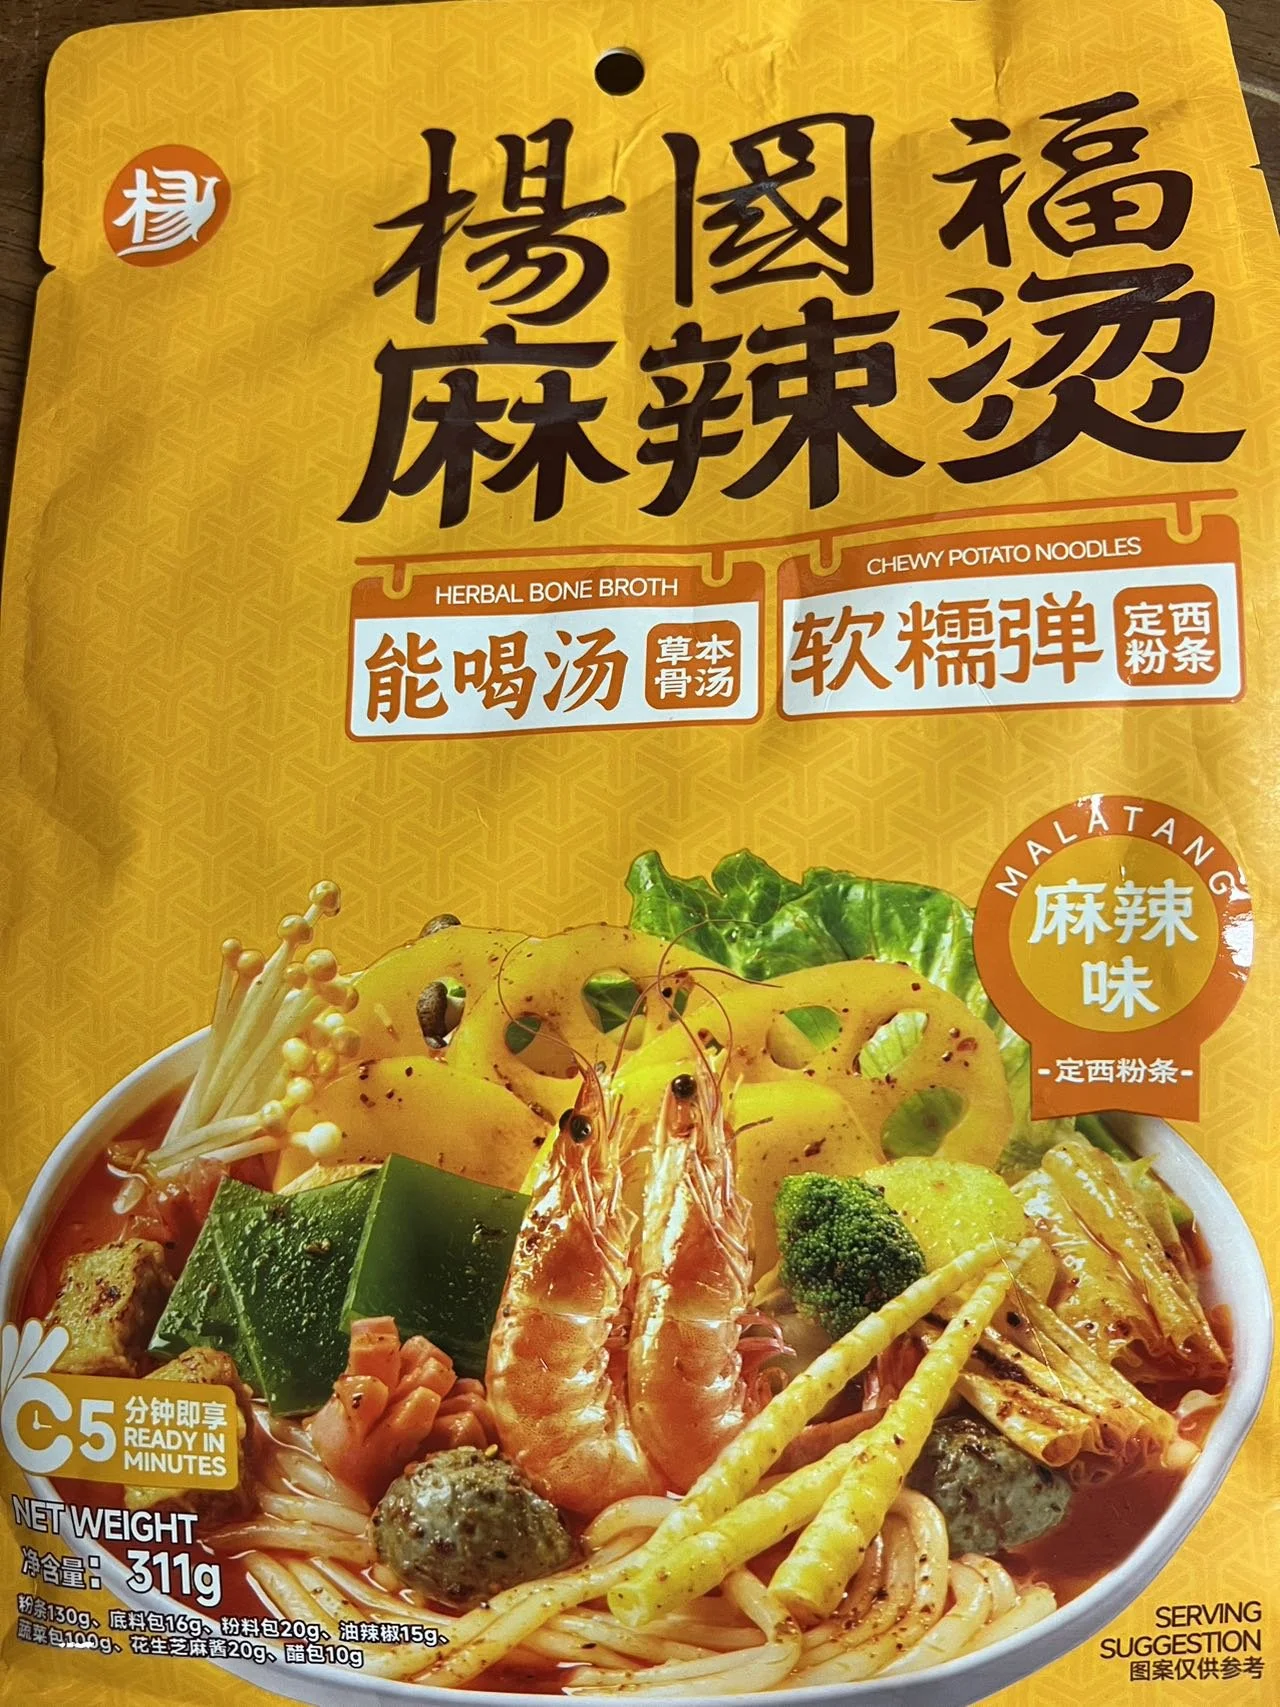 楊
楊國福
麻辣烫
HERBAL BONE BROTH
能喝汤
草本
骨汤
CHEWY POTATO NOODLES
软糯弹
定西
粉条
MALATANG
麻辣
味
-定西粉条-
5
分钟即享
READY IN
MINUTES
NET WEIGHT
净含量：311g
粉条130g、底料包16g、粉料包20g、油辣椒15g、
蔬菜包100g、花生芝麻酱20g、醋包10g
SERVING
SUGGESTION
图案仅供参考